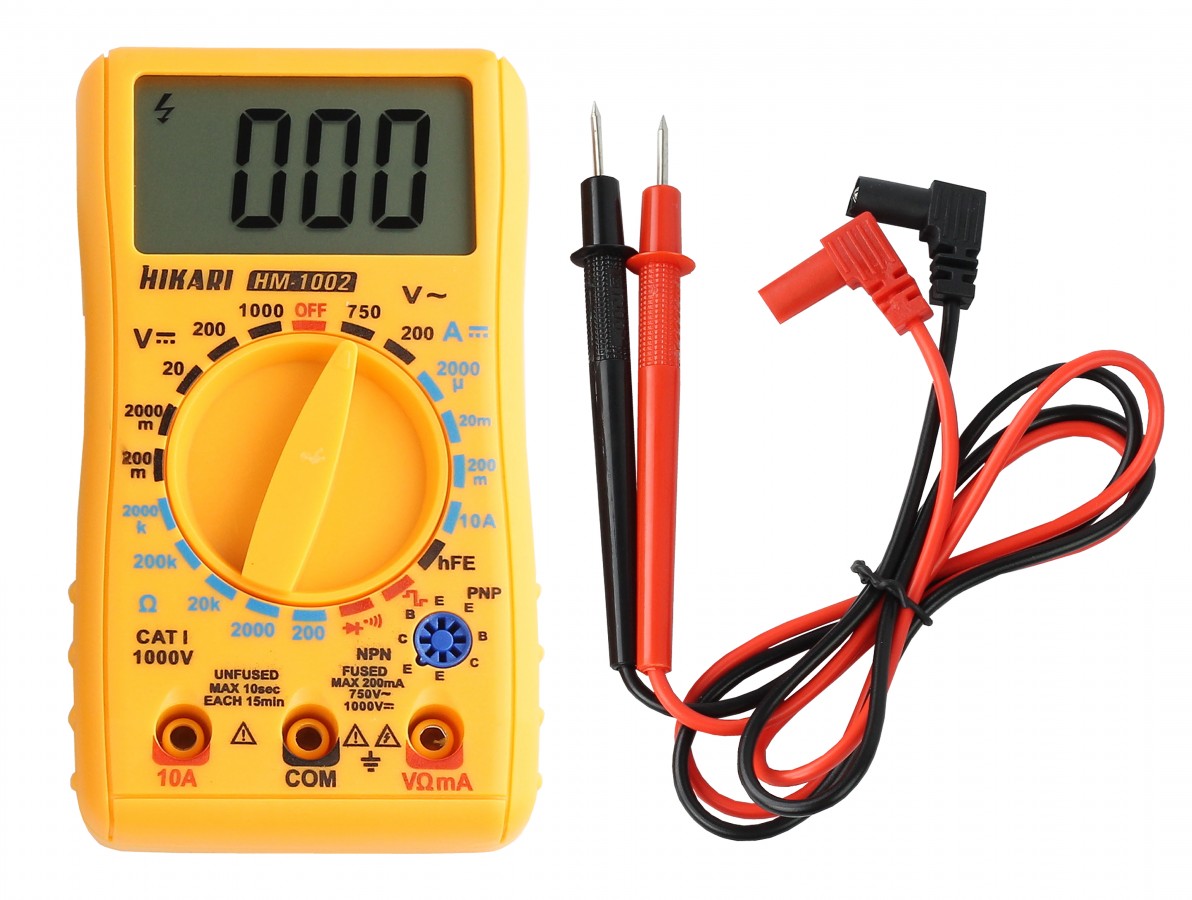 000
HIKARI HM-1002
V~
1000 OFF 750
V⎓ 200 200 A⎓
20 2000
µ
2000
m 20m
200
m 200
m
2000
k 10A
200k hFE
Ω 20k 2000 200
PNP
E E
B B
C C
E E
NPN
CAT I
1000V
UNFUSED
MAX 10sec
EACH 15min
FUSED
MAX 200mA
750V~
1000V⎓
10A COM VΩmA